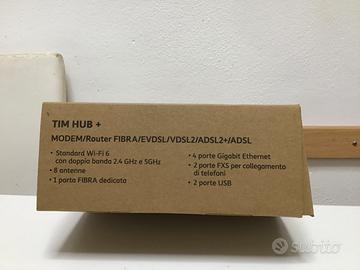 TIM HUB +
MODEM/Router FIBRA/EVDSL/VDSL2/ADSL2+/ADSL
• Standard Wi-Fi 6
con doppia banda 2.4 GHz e 5GHz
• 8 antenne
• 1 porta FIBRA dedicata
• 4 porte Gigabit Ethernet
• 2 porte FXS per collegamento
di telefoni
• 2 porte USB
subito